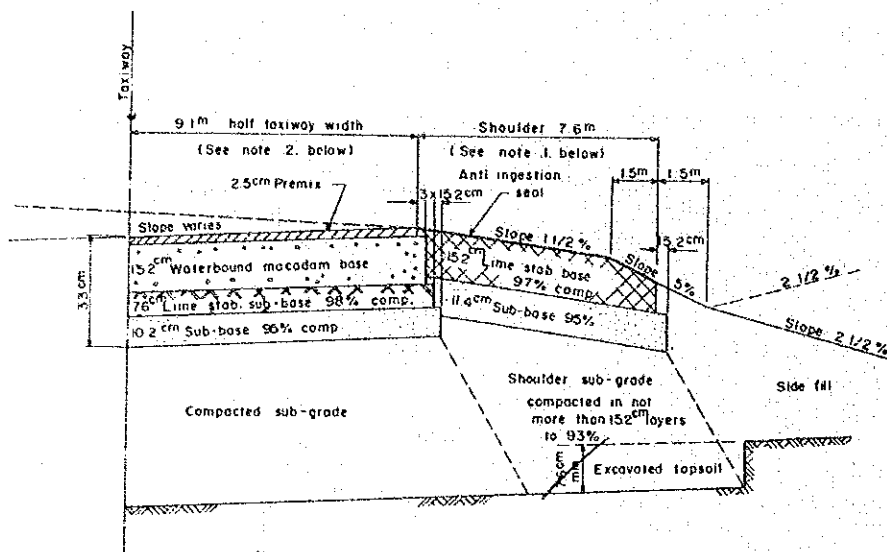 Taxiway
9.1m half taxiway width
(See note .2. below)
Shoulder 7.6m
(See note .1. below)
Anti ingestion
seal
2.5cm Premix
3 x 15.2cm
1.5m
1.5m
Slope varies
Slope 1 1/2 %
15.2cm
Slope 5%
2 1/2 %
Slope 2 1/2 %
33cm
15.2cm Waterbound macadam base
15.2cm Lime stab base
97% comp
7.6cm Lime stab. sub-base 98% comp.
11.4cm Sub-base 95%
10.2cm Sub-base 95% comp
Compacted sub-grade
Shoulder sub-grade
compacted in not
more than 15.2cm layers
to 93%
Side fill
Excavated topsoil